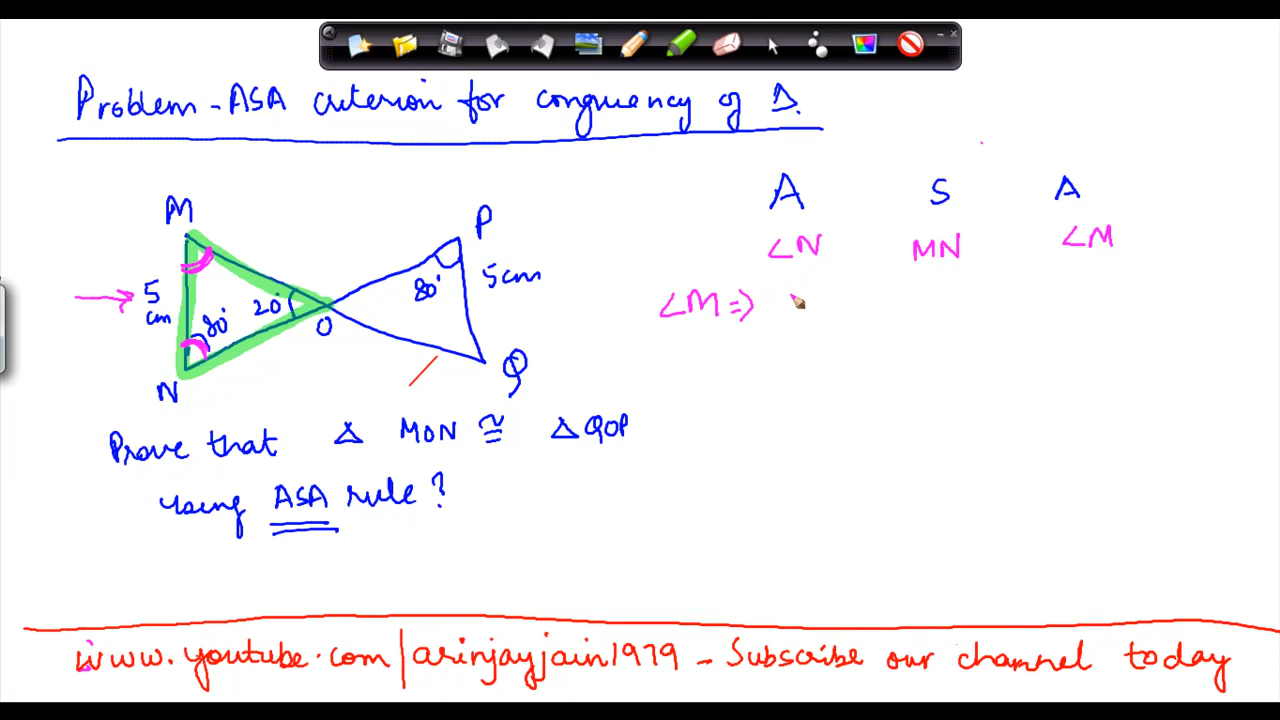 Problem - ASA criterion for congruency of Δ.
A S A
∠N MN ∠M
∠M ⇒
M
P
5 cm
20°
80°
O
80°
5cm
N
Q
Prove that Δ MON ≅ Δ QOP
using ASA rule?
www.youtube.com/arinjayjain1979 - Subscribe our channel today